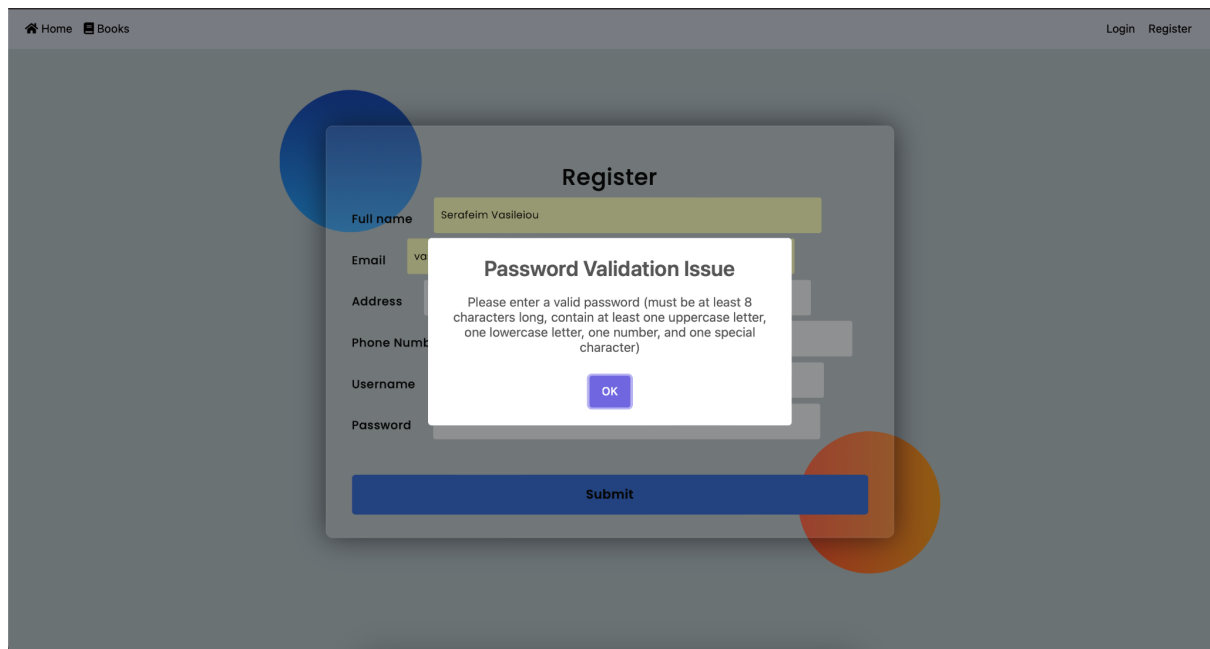 Home Books Login Register
Register
Full name Serafeim Vasileiou
Email va
Password Validation Issue
Address
Please enter a valid password (must be at least 8
characters long, contain at least one uppercase letter,
one lowercase letter, one number, and one special
character)
Phone Numb
Username
OK
Password
Submit